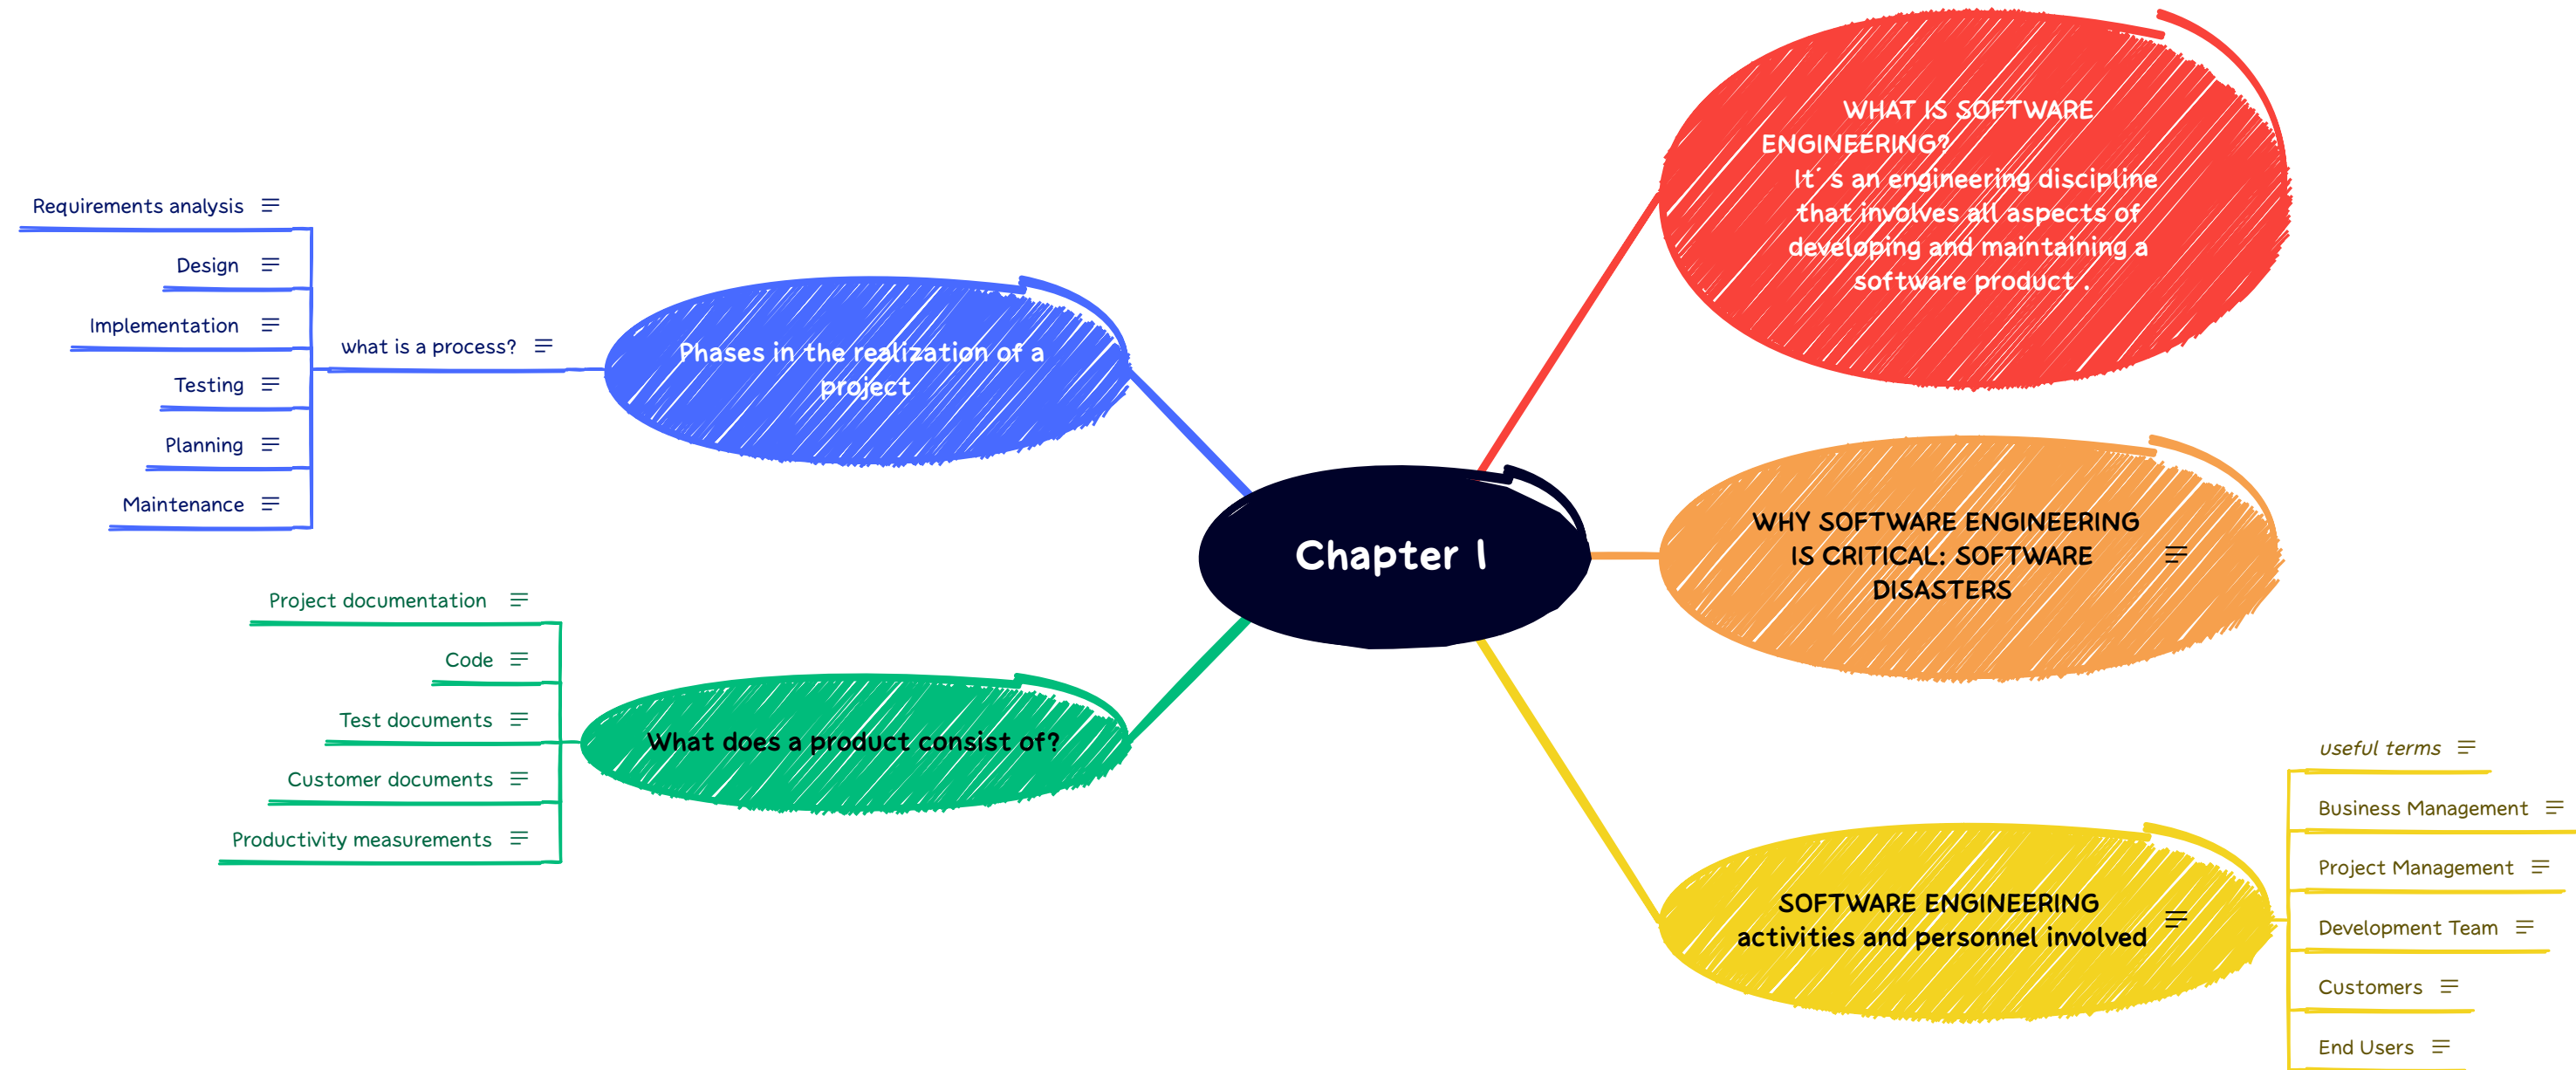 WHAT IS SOFTWARE
ENGINEERING?
It´s an engineering discipline
that involves all aspects of
developing and maintaining a
software product .
Requirements analysis
Design
Implementation
what is a process?
Testing
Planning
Maintenance
Phases in the realization of a
project
Chapter 1
WHY SOFTWARE ENGINEERING
IS CRITICAL: SOFTWARE
DISASTERS
Project documentation
Code
Test documents
Customer documents
Productivity measurements
What does a product consist of?
SOFTWARE ENGINEERING
activities and personnel involved
useful terms
Business Management
Project Management
Development Team
Customers
End Users